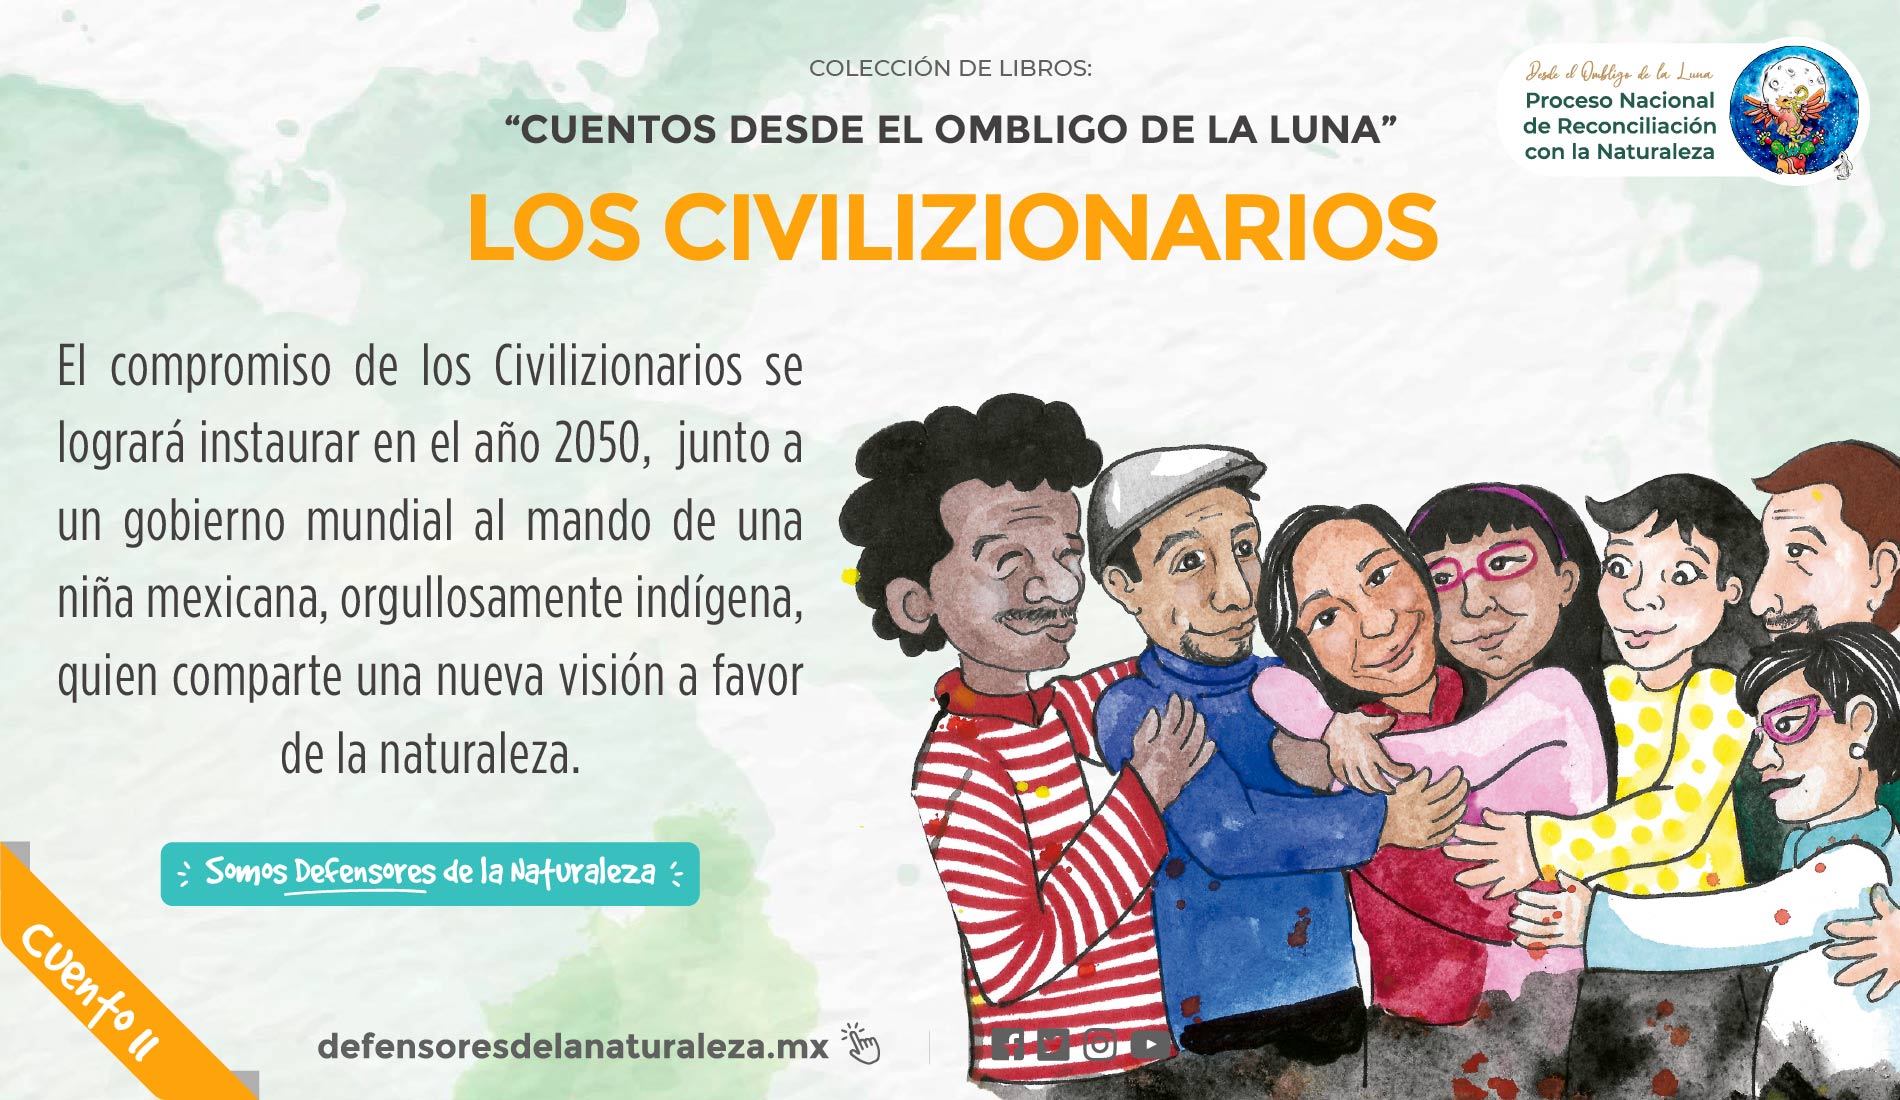 COLECCIÓN DE LIBROS:
“CUENTOS DESDE EL OMBLIGO DE LA LUNA”
LOS CIVILIZIONARIOS
Desde el Ombligo de la Luna
Proceso Nacional
de Reconciliación
con la Naturaleza
El compromiso de los Civilizionarios se
logrará instaurar en el año 2050, junto a
un gobierno mundial al mando de una
niña mexicana, orgullosamente indígena,
quien comparte una nueva visión a favor
de la naturaleza.
Somos Defensores de la Naturaleza
Cuento 11
defensoresdelanaturaleza.mx